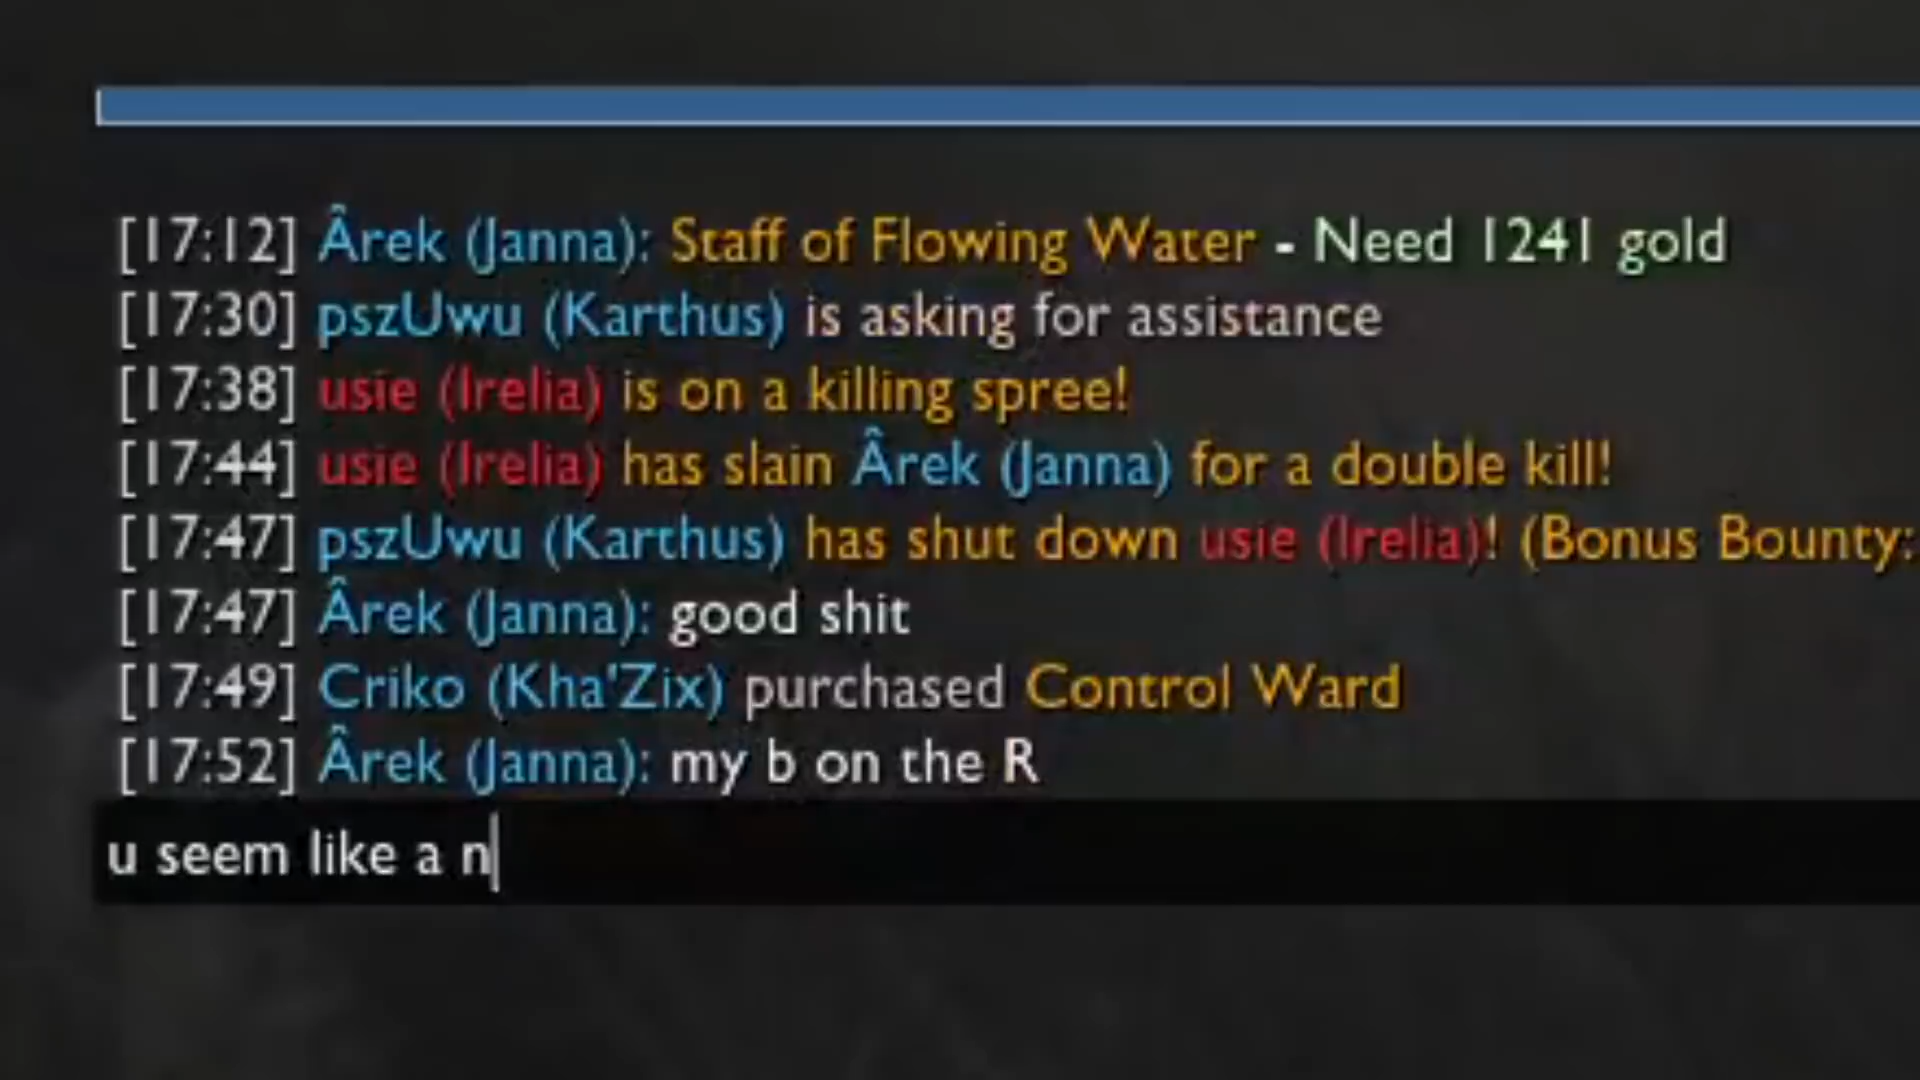 [17:12] Ârek (Janna): Staff of Flowing Water - Need 1241 gold
[17:30] pszUwu (Karthus) is asking for assistance
[17:38] usie (Irelia) is on a killing spree!
[17:44] usie (Irelia) has slain Ârek (Janna) for a double kill!
[17:47] pszUwu (Karthus) has shut down usie (Irelia)! (Bonus Bounty:
[17:47] Ârek (Janna): good shit
[17:49] Criko (Kha'Zix) purchased Control Ward
[17:52] Ârek (Janna): my b on the R
u seem like a n